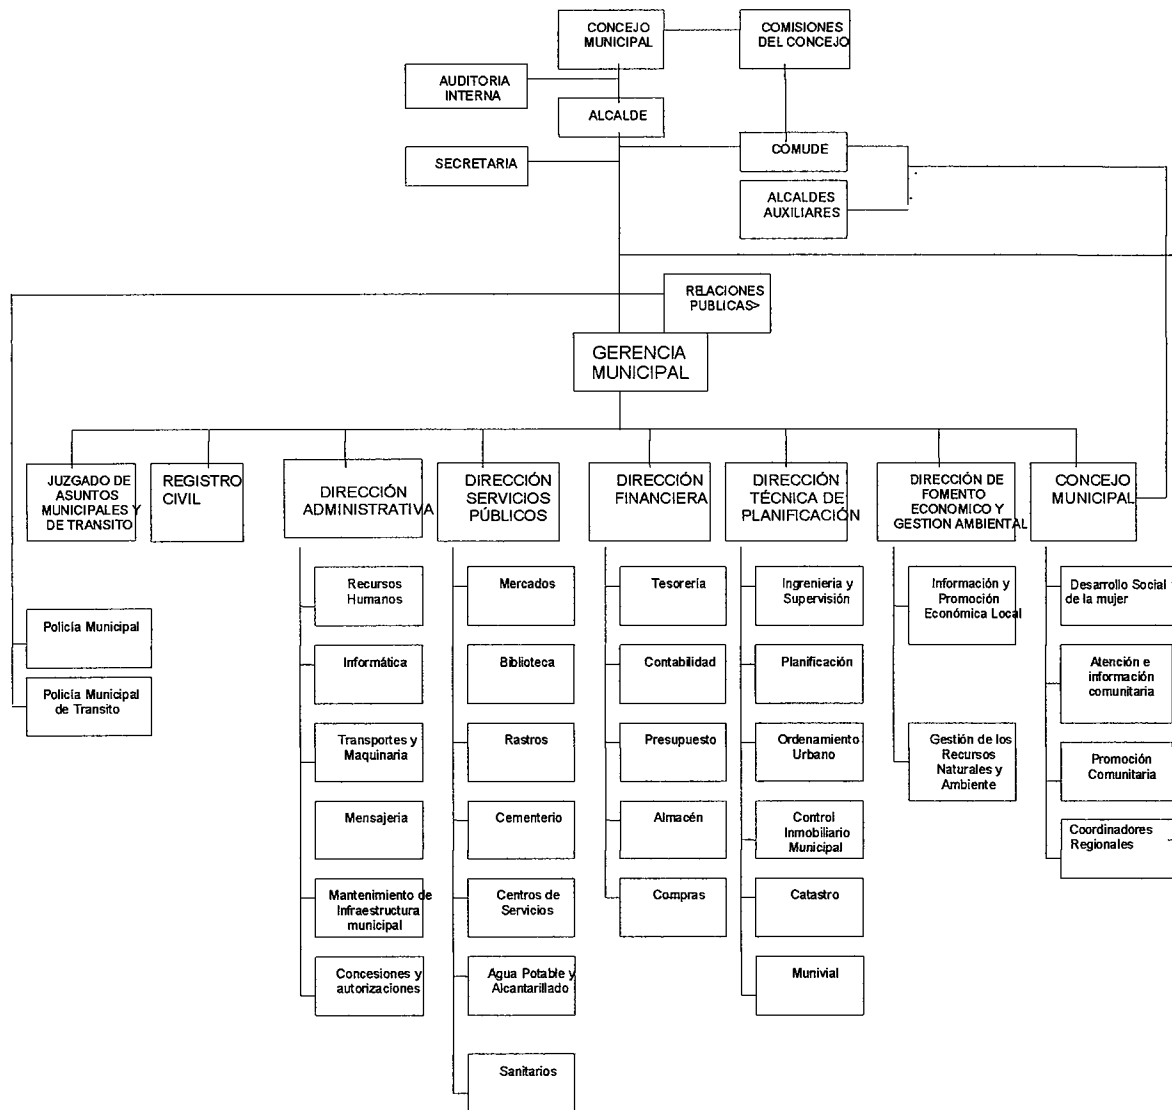 CONCEJO
MUNICIPAL
COMISIONES
DEL CONCEJO
AUDITORIA
INTERNA
ALCALDE
SECRETARIA
COMUDE
ALCALDES
AUXILIARES
RELACIONES
PUBLICAS>
GERENCIA
MUNICIPAL
JUZGADO DE
ASUNTOS
MUNICIPALES Y
DE TRANSITO
REGISTRO
CIVIL
DIRECCIÓN
ADMINISTRATIVA
DIRECCIÓN
SERVICIOS
PÚBLICOS
DIRECCIÓN
FINANCIERA
DIRECCIÓN
TÉCNICA DE
PLANIFICACIÓN
DIRECCIÓN DE
FOMENTO
ECONOMICO Y
GESTION AMBIENTAL
CONCEJO
MUNICIPAL
Policía Municipal
Policía Municipal
de Transito
Recursos
Humanos
Informática
Transportes y
Maquinaria
Mensajeria
Mantenimiento de
Infraestructura
municipal
Concesiones y
autorizaciones
Mercados
Biblioteca
Rastros
Cementerio
Centros de
Servicios
Agua Potable y
Alcantarillado
Sanitarios
Tesorería
Contabilidad
Presupuesto
Almacén
Compras
Ingrenieria y
Supervisión
Planificación
Ordenamiento
Urbano
Control
Inmobiliario
Municipal
Catastro
Munivial
Información y
Promoción
Económica Local
Gestión de los
Recursos
Naturales y
Ambiente
Desarrollo Social
de la mujer
Atención e
información
comunitaria
Promoción
Comunitaria
Coordinadores
Regionales